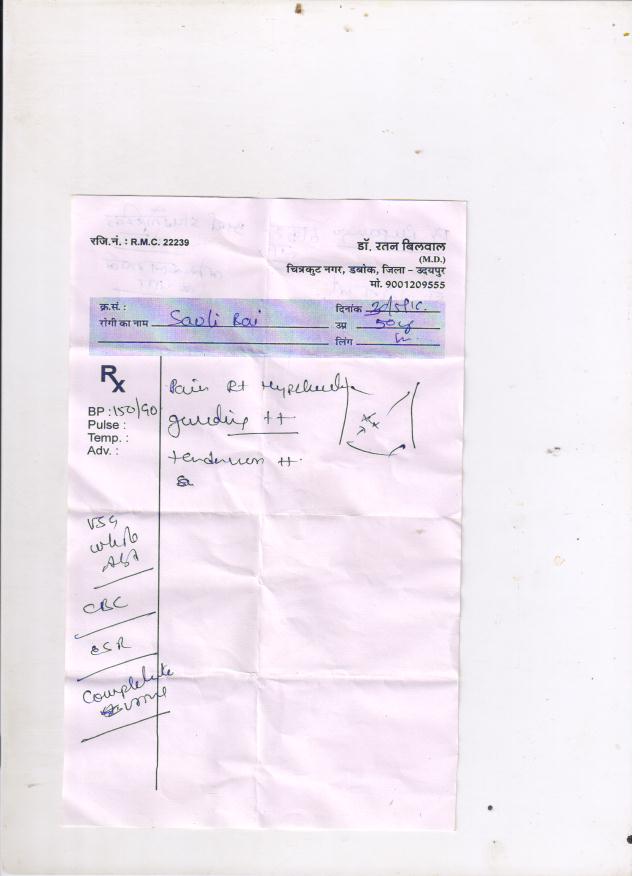 रजि.नं. : R.M.C. 22239
डॉ. रतन बिलवाल
(M.D.)
चित्रकुट नगर, डबोक, जिला – उदयपुर
मो. 9001209555
क्र.सं. :
दिनांक
रोगी का नाम Savli Bai
उम्र 50y
लिंग
Rx
Pain Rt
BP : 150/90
Pulse :
Temp. :
Adv. :
guarding ++
tenderness ++
USG
whole
Abd
CBC
ESR
Complete
urine